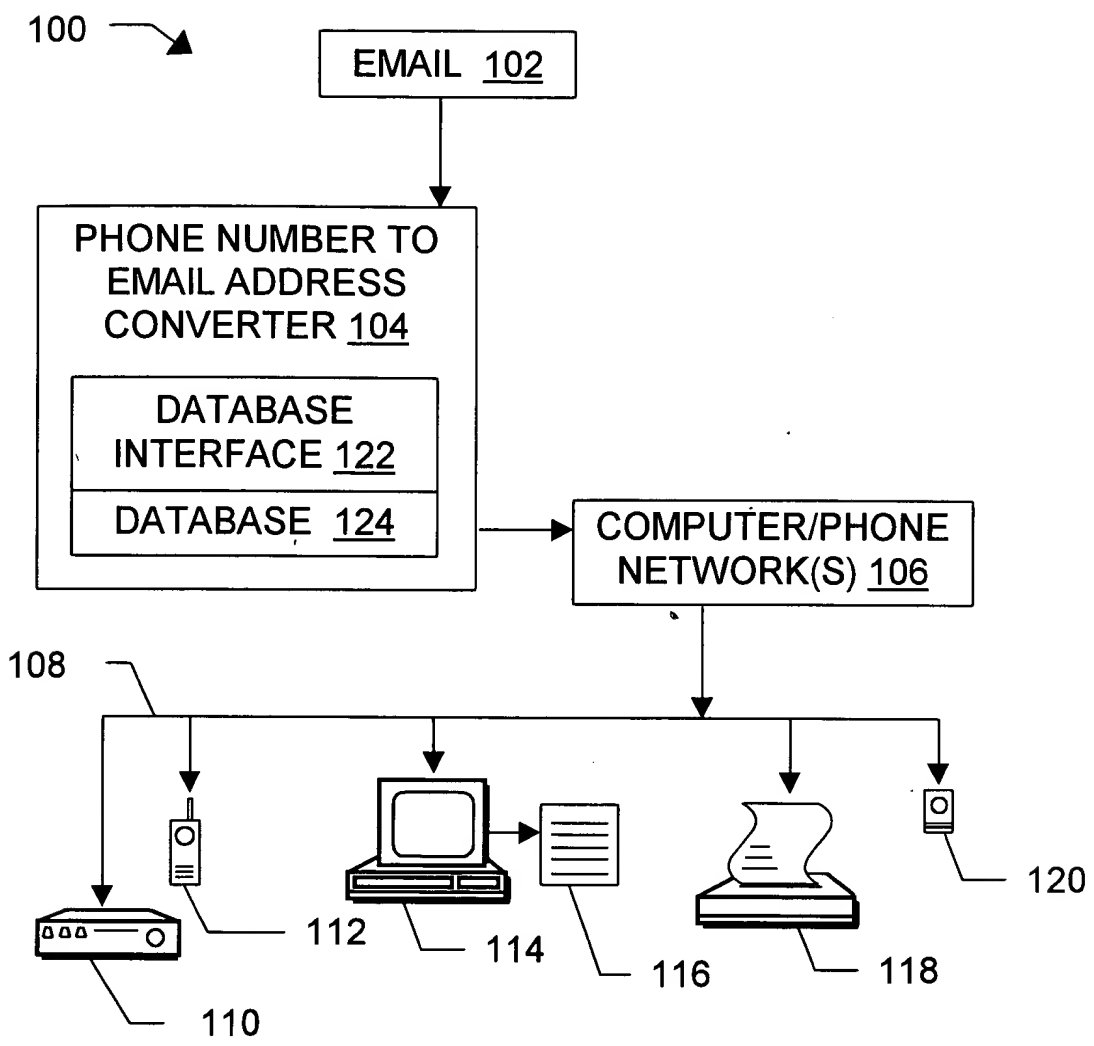 100
EMAIL 102
PHONE NUMBER TO
EMAIL ADDRESS
CONVERTER 104
DATABASE
INTERFACE 122
DATABASE 124
COMPUTER/PHONE
NETWORK(S) 106
108
120
112
114
116
118
110